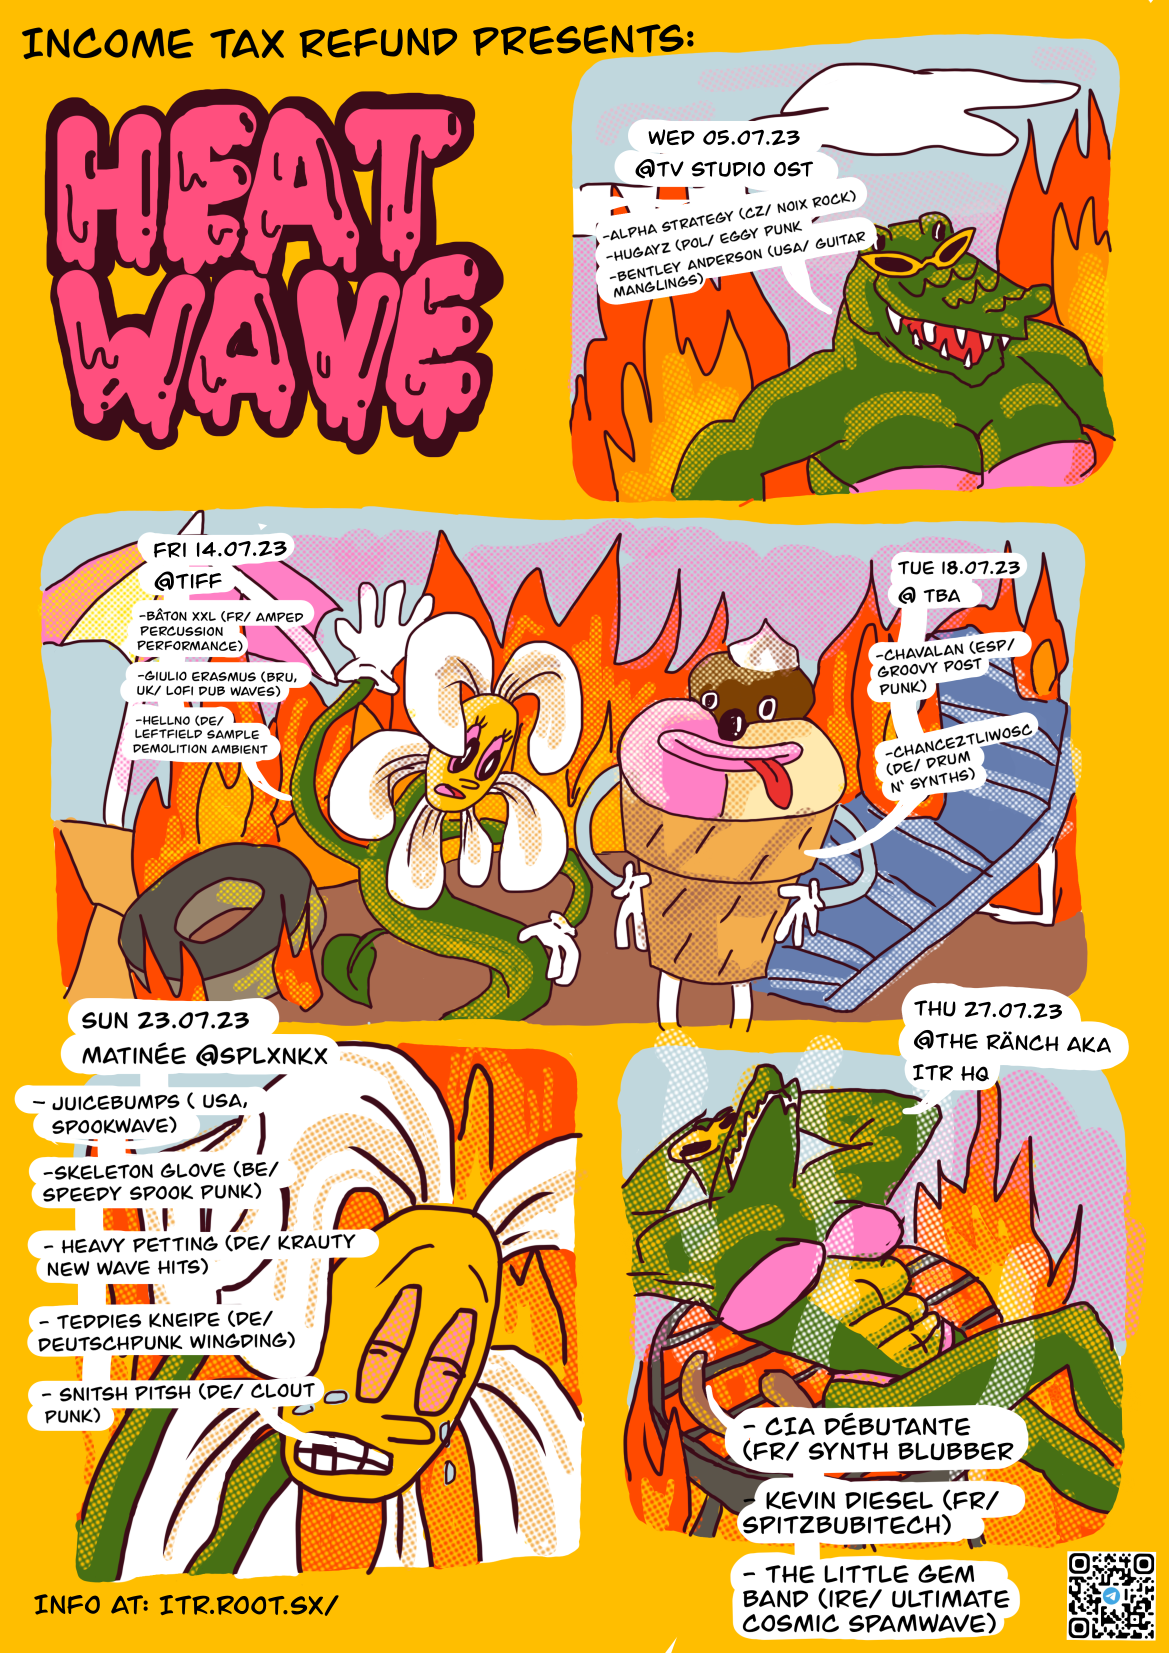 INCOME TAX REFUND PRESENTS:
HEAT
WAVE
WED 05.07.23
@TV STUDIO OST
-ALPHA STRATEGY (CZ/ NOIX ROCK)
-HUGAYZ (POL/ EGGY PUNK
-BENTLEY ANDERSON (USA/ GUITAR
MANGLINGS)
FRI 14.07.23
@TIFF
-BÂTON XXL (FR/ AMPED
PERCUSSION
PERFORMANCE)
-GIULIO ERASMUS (BRU,
UK/ LOFI DUB WAVES)
-HELLNO (DE/
LEFTFIELD SAMPLE
DEMOLITION AMBIENT
TUE 18.07.23
@ TBA
-CHAVALAN (ESP/
GROOVY POST
PUNK)
-CHANCEZTLIWOSC
(DE/ DRUM
N' SYNTHS)
SUN 23.07.23
MATINÉE @SPLXNKX
- JUICEBUMPS ( USA,
SPOOKWAVE)
-SKELETON GLOVE (BE/
SPEEDY SPOOK PUNK)
- HEAVY PETTING (DE/ KRAUTY
NEW WAVE HITS)
- TEDDIES KNEIPE (DE/
DEUTSCHPUNK WINGDING)
- SNITSH PITSH (DE/ CLOUT
PUNK)
THU 27.07.23
@THE RÄNCH AKA
ITR HQ
- CIA DÉBUTANTE
(FR/ SYNTH BLUBBER
- KEVIN DIESEL (FR/
SPITZBUBITECH)
- THE LITTLE GEM
BAND (IRE/ ULTIMATE
COSMIC SPAMWAVE)
INFO AT: ITR.ROOT.SX/